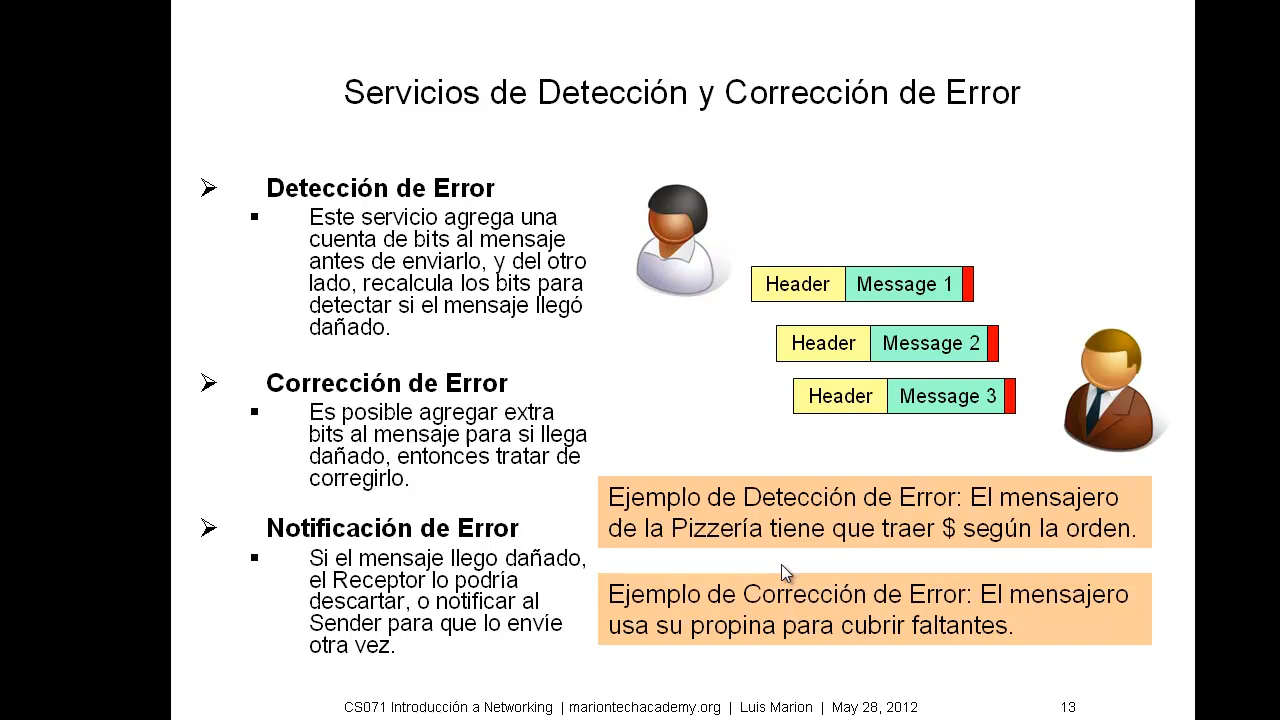 Servicios de Detección y Corrección de Error
Detección de Error
Este servicio agrega una
cuenta de bits al mensaje
antes de enviarlo, y del otro
lado, recalcula los bits para
detectar si el mensaje llegó
dañado.
Corrección de Error
Es posible agregar extra
bits al mensaje para si llega
dañado, entonces tratar de
corregirlo.
Notificación de Error
Si el mensaje llego dañado,
el Receptor lo podría
descartar, o notificar al
Sender para que lo envíe
otra vez.
Header Message 1
Header Message 2
Header Message 3
Ejemplo de Detección de Error: El mensajero
de la Pizzería tiene que traer $ según la orden.
Ejemplo de Corrección de Error: El mensajero
usa su propina para cubrir faltantes.
CS071 Introducción a Networking | mariontechacademy.org | Luis Marion | May 28, 2012 13